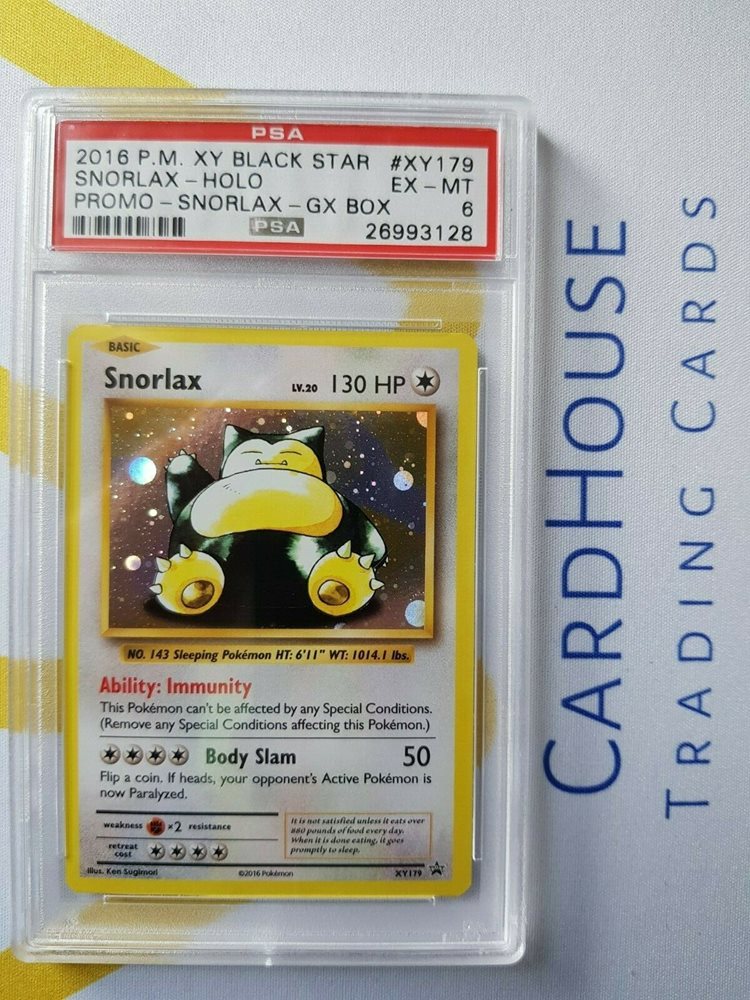 PSA
2016 P.M. XY BLACK STAR #XY179
SNORLAX - HOLO EX - MT
PROMO - SNORLAX - GX BOX 6
PSA 26993128
BASIC
Snorlax LV.20 130 HP
NO. 143 Sleeping Pokémon HT: 6'11" WT: 1014.1 lbs.
Ability: Immunity
This Pokémon can't be affected by any Special Conditions.
(Remove any Special Conditions affecting this Pokémon.)
Body Slam 50
Flip a coin. If heads, your opponent's Active Pokémon is
now Paralyzed.
weakness ×2 resistance
retreat
cost
It is not satisfied unless it eats over
880 pounds of food every day.
When it is done eating, it goes
promptly to sleep.
Illus. Ken Sugimori ©2016 Pokémon XY179
CARDHOUSE
TRADING CARDS